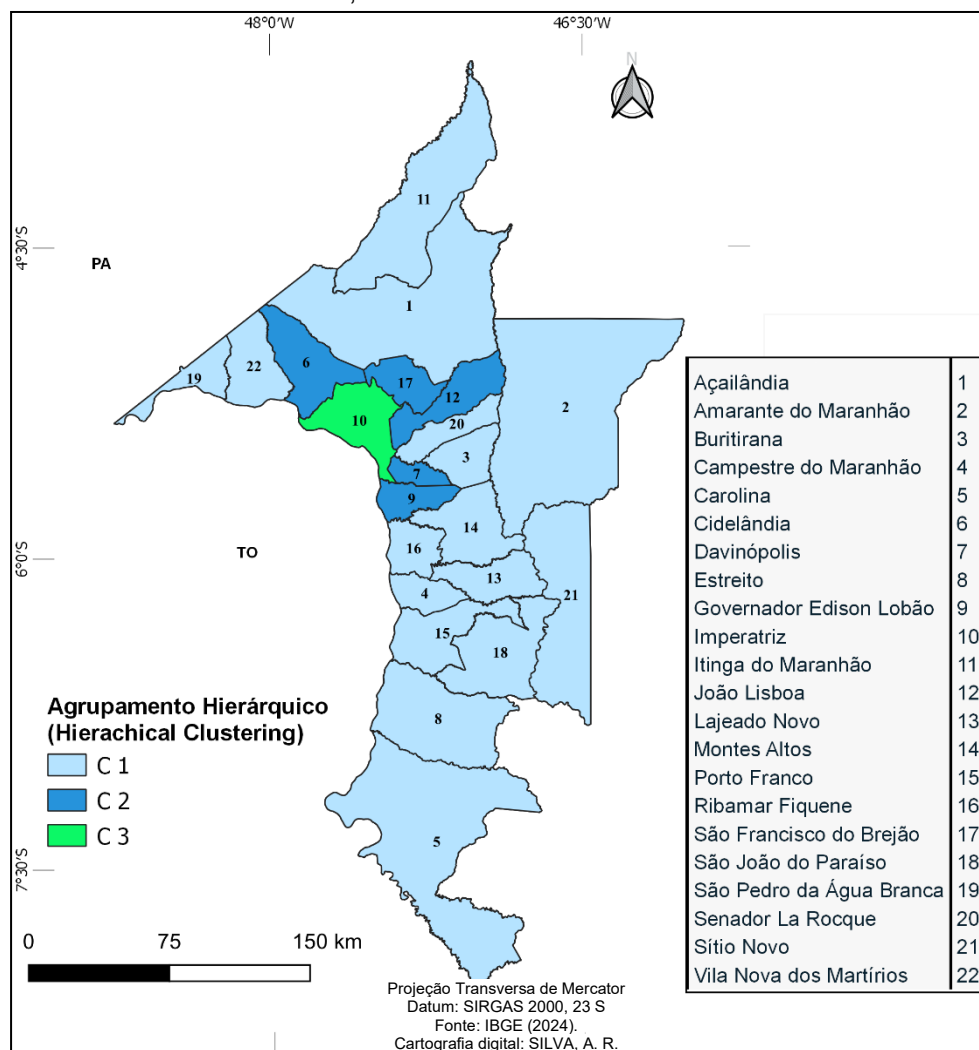 48°0'W
46°30'W
N
11
4°30'S
PA
1
6
17
22
19
12
2
10
20
3
7
9
14
TO
16
6°0'S
13
4
21
15
18
8
5
7°30'S
Açailândia 1
Amarante do Maranhão 2
Buritirana 3
Campestre do Maranhão 4
Carolina 5
Cidelândia 6
Davinópolis 7
Estreito 8
Governador Edison Lobão 9
Imperatriz 10
Itinga do Maranhão 11
João Lisboa 12
Lajeado Novo 13
Montes Altos 14
Porto Franco 15
Ribamar Fiquene 16
São Francisco do Brejão 17
São João do Paraíso 18
São Pedro da Água Branca 19
Senador La Rocque 20
Sítio Novo 21
Vila Nova dos Martírios 22
Agrupamento Hierárquico
(Hierachical Clustering)
C 1
C 2
C 3
0 75 150 km
Projeção Transversa de Mercator
Datum: SIRGAS 2000, 23 S
Fonte: IBGE (2024).
Cartografia digital: SILVA, A. R.